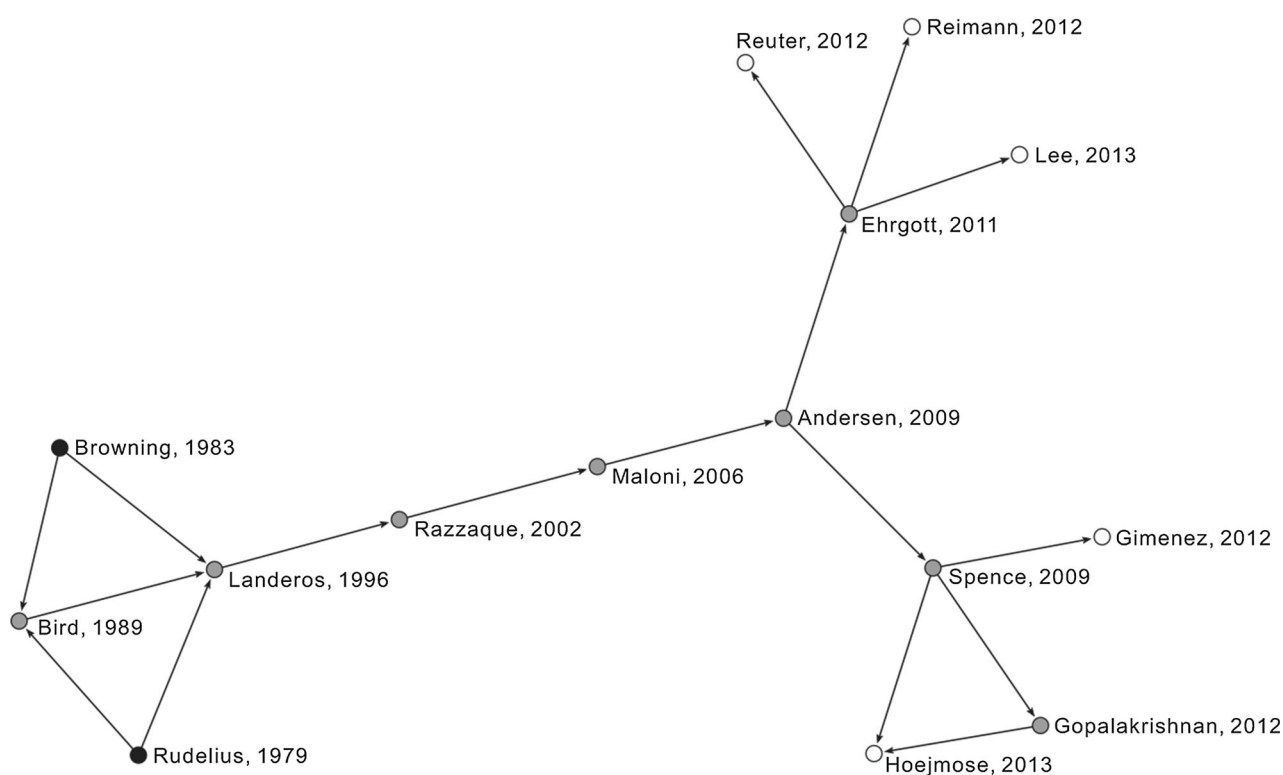 Reimann, 2012
Reuter, 2012
Lee, 2013
Ehrgott, 2011
Andersen, 2009
Browning, 1983
Maloni, 2006
Razzaque, 2002
Gimenez, 2012
Landeros, 1996
Spence, 2009
Bird, 1989
Gopalakrishnan, 2012
Rudelius, 1979
Hoejmose, 2013